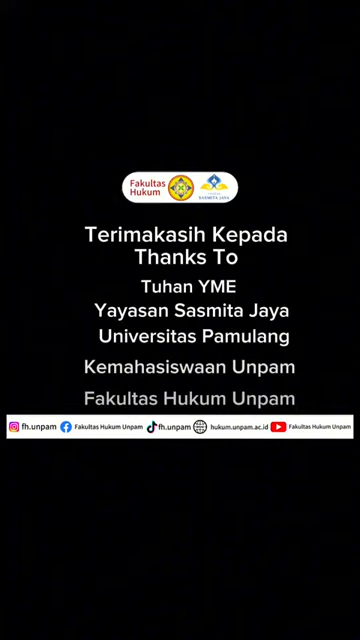 Fakultas
Hukum
YAYASAN
SASMITA JAYA
Terimakasih Kepada
Thanks To
Tuhan YME
Yayasan Sasmita Jaya
Universitas Pamulang
Kemahasiswaan Unpam
Fakultas Hukum Unpam
fh.unpam Fakultas Hukum Unpam fh.unpam hukum.unpam.ac.id Fakultas Hukum Unpam